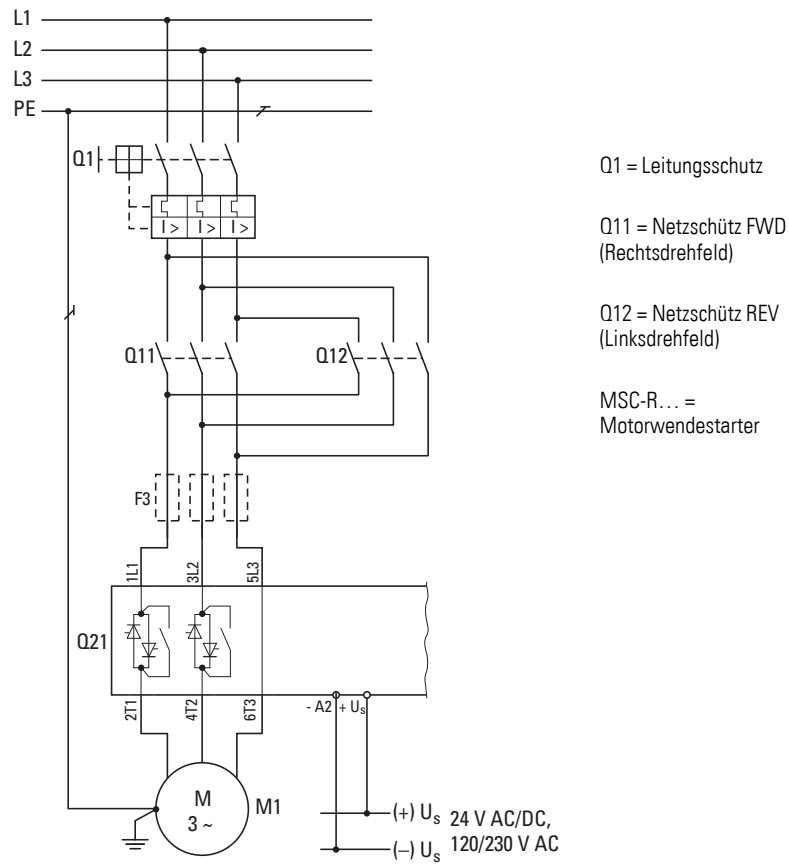 L1
L2
L3
PE
Q1
I > I > I >
Q1 = Leitungsschutz
Q11 = Netzschütz FWD
(Rechtsdrehfeld)
Q12 = Netzschütz REV
(Linksdrehfeld)
MSC-R… =
Motorwendestarter
Q11
Q12
F3
1L1
3L2
5L3
Q21
2T1
4T2
6T3
- A2
+ Us
M
3 ~
M1
(+) Us
(–) Us
24 V AC/DC,
120/230 V AC